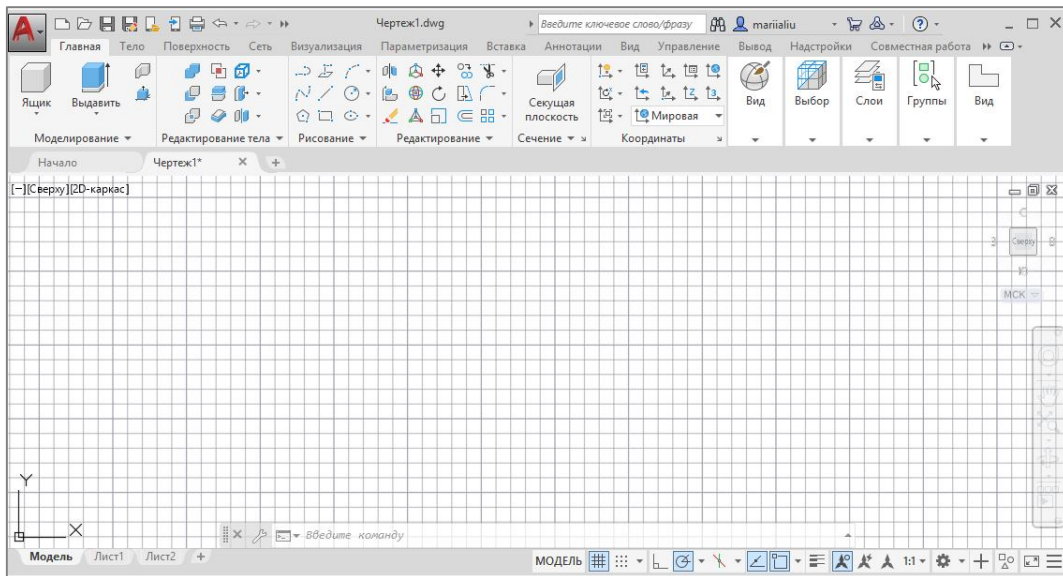 A Чертеж1.dwg Введите ключевое слово/фразу mariialiu
Главная Тело Поверхность Сеть Визуализация Параметризация Вставка Аннотации Вид Управление Вывод Надстройки Совместная работа
Ящик Выдавить Секущая плоскость Мировая Вид Выбор Слои Группы Вид
Моделирование Редактирование тела Рисование Редактирование Сечение Координаты
Начало Чертеж1* × +
[−][Сверху][2D-каркас]
С
З Сверху В
Ю
МСК
Y
X
Введите команду
Модель Лист1 Лист2 + МОДЕЛЬ 1:1